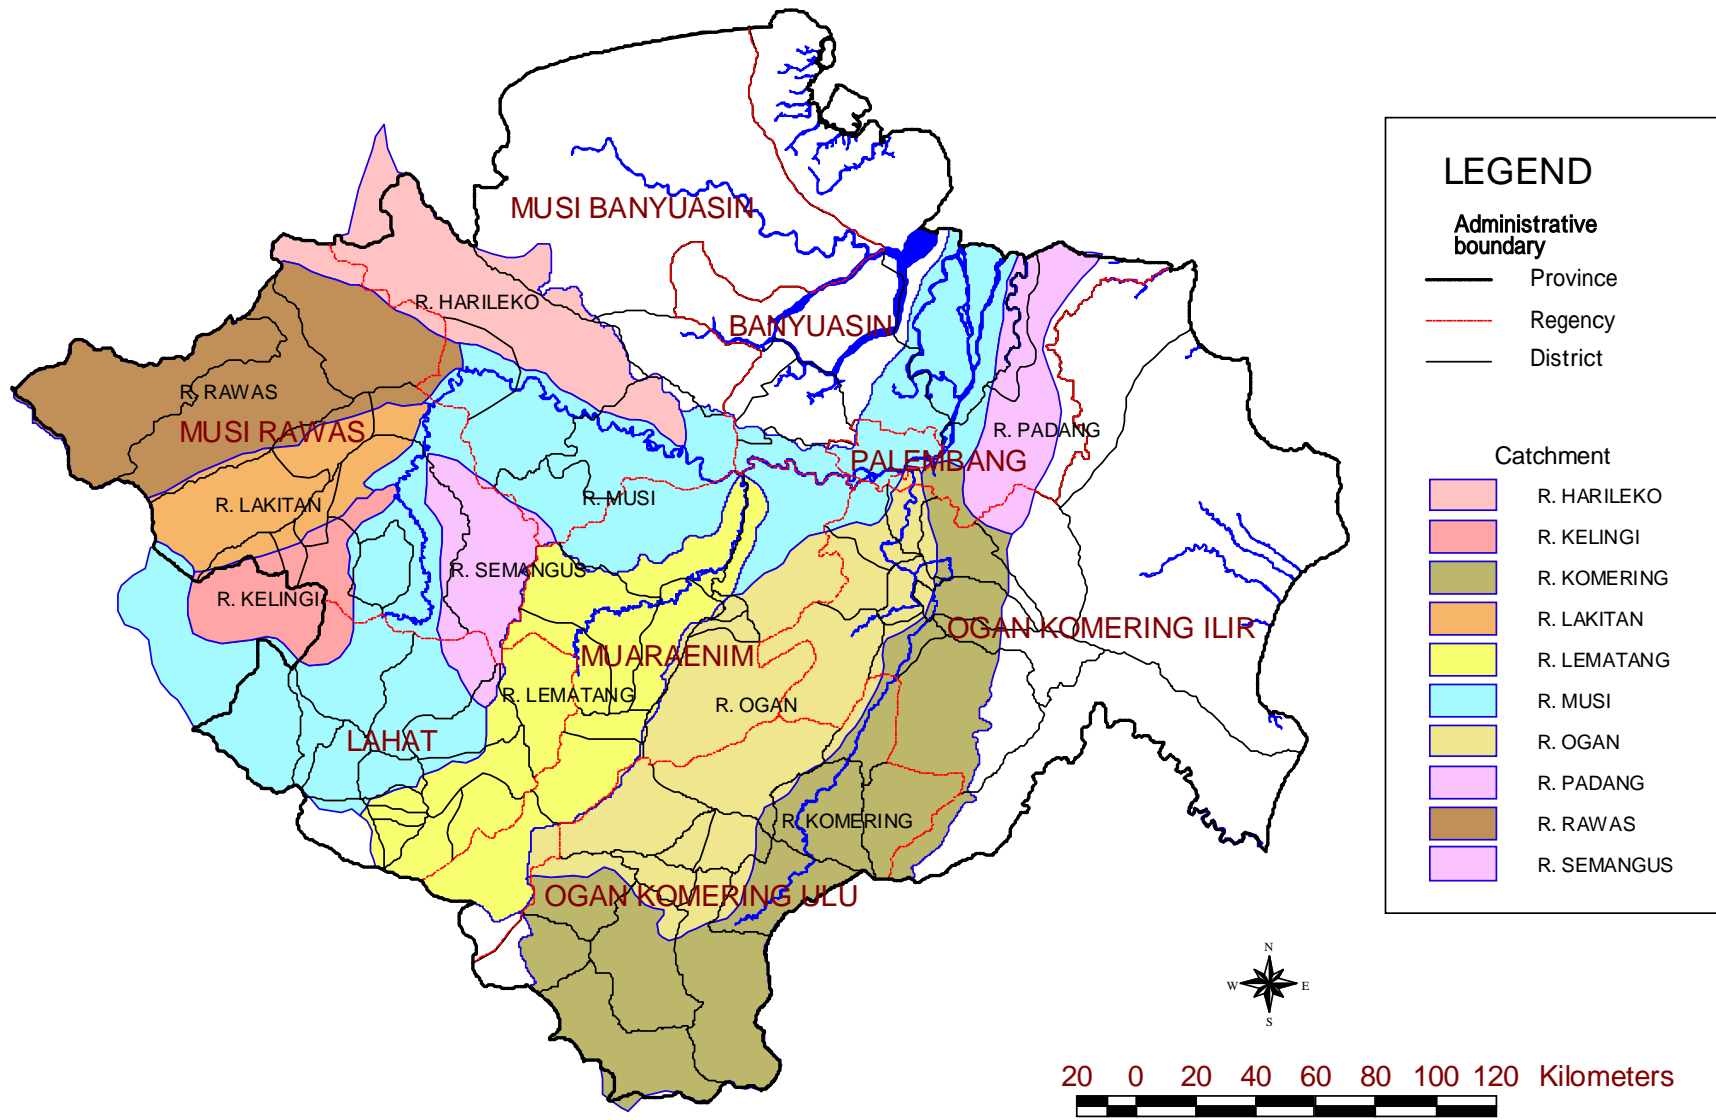 MUSI BANYUASIN
R. HARILEKO
BANYUASIN
R. RAWAS
MUSI RAWAS
R. PADANG
PALEMBANG
R. LAKITAN
R. MUSI
R. SEMANGUS
R. KELINGI
OGAN KOMERING ILIR
MUARAENIM
R. LEMATANG
R. OGAN
LAHAT
R. KOMERING
OGAN KOMERING ULU
LEGEND
Administrative
boundary
Province
Regency
District
Catchment
R. HARILEKO
R. KELINGI
R. KOMERING
R. LAKITAN
R. LEMATANG
R. MUSI
R. OGAN
R. PADANG
R. RAWAS
R. SEMANGUS
N
W E
S
20 0 20 40 60 80 100 120 Kilometers